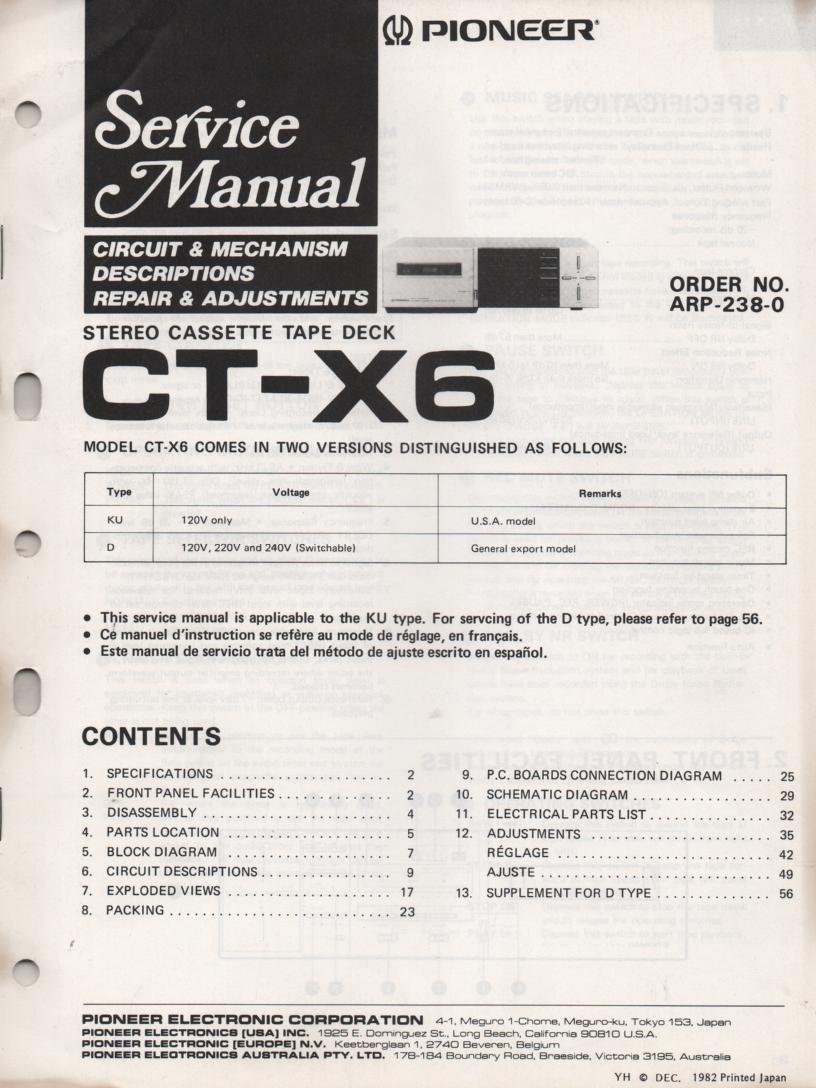 PIONEER®
Service
Manual
CIRCUIT & MECHANISM
DESCRIPTIONS
REPAIR & ADJUSTMENTS
ORDER NO.
ARP-238-0
STEREO CASSETTE TAPE DECK
CT-X6
MODEL CT-X6 COMES IN TWO VERSIONS DISTINGUISHED AS FOLLOWS:
Type Voltage Remarks
KU 120V only U.S.A. model
D 120V, 220V and 240V (Switchable) General export model
● This service manual is applicable to the KU type. For servcing of the D type, please refer to page 56.
● Ce manuel d'instruction se refère au mode de réglage, en français.
● Este manual de servicio trata del método de ajuste escrito en español.
CONTENTS
1. SPECIFICATIONS . . . . . . . . . . . . . . . . . . . . 2
2. FRONT PANEL FACILITIES . . . . . . . . . . . . . 2
3. DISASSEMBLY . . . . . . . . . . . . . . . . . . . . . . 4
4. PARTS LOCATION . . . . . . . . . . . . . . . . . . . 5
5. BLOCK DIAGRAM . . . . . . . . . . . . . . . . . . . 7
6. CIRCUIT DESCRIPTIONS . . . . . . . . . . . . . . . 9
7. EXPLODED VIEWS . . . . . . . . . . . . . . . . . . . 17
8. PACKING . . . . . . . . . . . . . . . . . . . . . . . . . . 23
9. P.C. BOARDS CONNECTION DIAGRAM . . . . . 25
10. SCHEMATIC DIAGRAM . . . . . . . . . . . . . . . . 29
11. ELECTRICAL PARTS LIST . . . . . . . . . . . . . . 32
12. ADJUSTMENTS . . . . . . . . . . . . . . . . . . . . . 35
RÉGLAGE . . . . . . . . . . . . . . . . . . . . . . . . . 42
AJUSTE . . . . . . . . . . . . . . . . . . . . . . . . . . . 49
13. SUPPLEMENT FOR D TYPE . . . . . . . . . . . . . 56
PIONEER ELECTRONIC CORPORATION 4-1, Meguro 1-Chome, Meguro-ku, Tokyo 153, Japan
PIONEER ELECTRONICS [USA] INC. 1925 E. Dominguez St., Long Beach, California 90810 U.S.A.
PIONEER ELECTRONIC [EUROPE] N.V. Keetberglaan 1, 2740 Beveren, Belgium
PIONEER ELECTRONICS AUSTRALIA PTY. LTD. 178-184 Boundary Road, Braeside, Victoria 3195, Australia
YH © DEC. 1982 Printed Japan